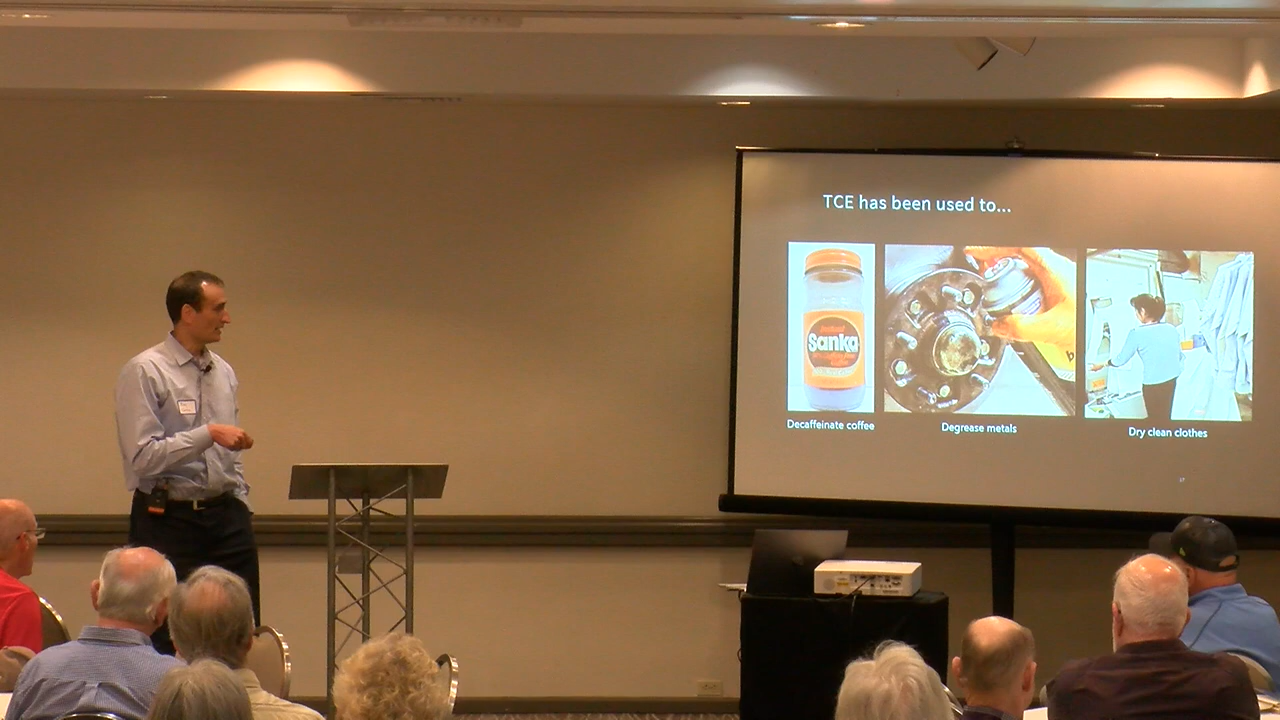 TCE has been used to...
Sanka
Decaffeinate coffee
Degrease metals
Dry clean clothes